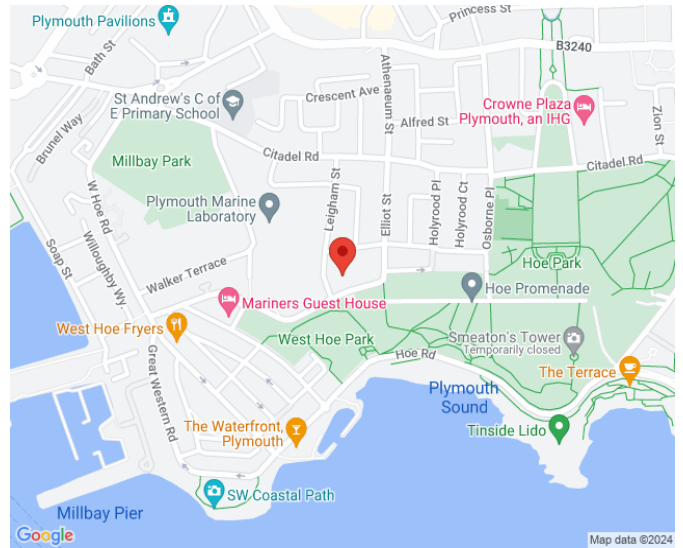 Princess St
Plymouth Pavilions
Bath St
B3240
Athenaeum St
St Andrew's C of
E Primary School
Crescent Ave
Crowne Plaza
Plymouth, an IHG
Alfred St
Zion St
Brunel Way
Millbay Park
Citadel Rd
Citadel Rd
W Hoe Rd
Plymouth Marine
Laboratory
Leigham St
Elliot St
Holyrood Pl
Holyrood Ct
Osborne Pl
Soap St
Willoughby Wy.
Walker Terrace
Hoe Park
Mariners Guest House
Hoe Promenade
West Hoe Fryers
West Hoe Park
Smeaton's Tower
Temporarily closed
Hoe Rd
The Terrace
Great Western Rd
Plymouth
Sound
The Waterfront,
Plymouth
Tinside Lido
SW Coastal Path
Millbay Pier
Google
Map data ©2024